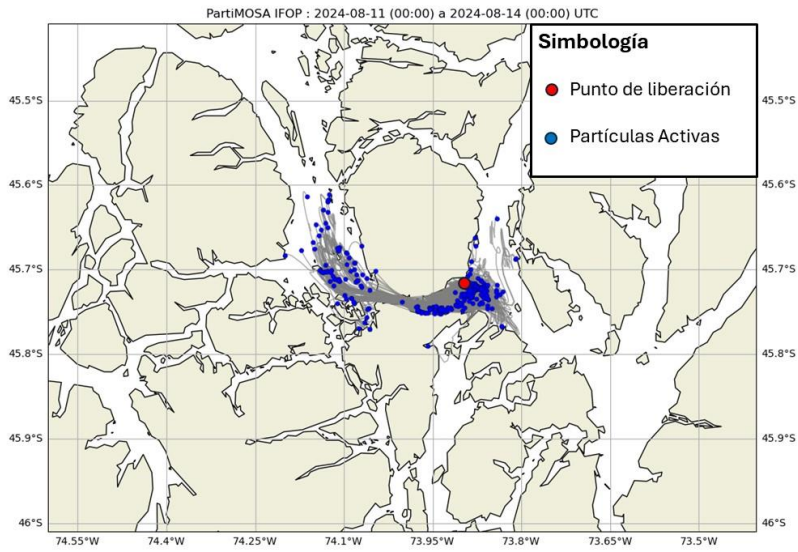 PartiMOSA IFOP : 2024-08-11 (00:00) a 2024-08-14 (00:00) UTC
Simbología
Punto de liberación
Partículas Activas
45.5°S 45.5°S
45.6°S 45.6°S
45.7°S 45.7°S
45.8°S 45.8°S
45.9°S 45.9°S
46°S 46°S
74.55°W 74.4°W 74.25°W 74.1°W 73.95°W 73.8°W 73.65°W 73.5°W